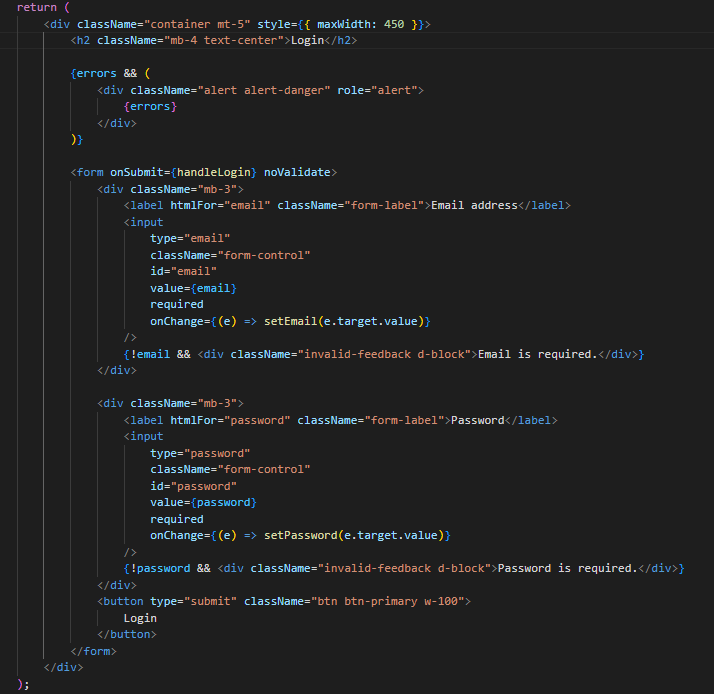 return (
<div className="container mt-5" style={{ maxWidth: 450 }}>
<h2 className="mb-4 text-center">Login</h2>
{errors && (
<div className="alert alert-danger" role="alert">
{errors}
</div>
)}
<form onSubmit={handleLogin} noValidate>
<div className="mb-3">
<label htmlFor="email" className="form-label">Email address</label>
<input
type="email"
className="form-control"
id="email"
value={email}
required
onChange={(e) => setEmail(e.target.value)}
/>
{!email && <div className="invalid-feedback d-block">Email is required.</div>}
</div>
<div className="mb-3">
<label htmlFor="password" className="form-label">Password</label>
<input
type="password"
className="form-control"
id="password"
value={password}
required
onChange={(e) => setPassword(e.target.value)}
/>
{!password && <div className="invalid-feedback d-block">Password is required.</div>}
</div>
<button type="submit" className="btn btn-primary w-100">
Login
</button>
</form>
</div>
);